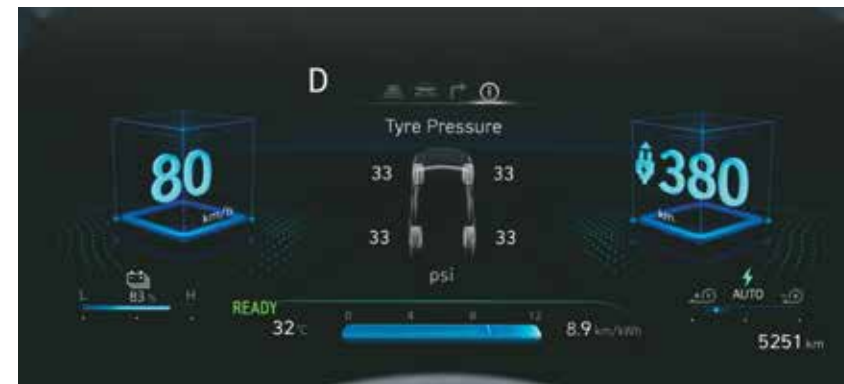 D
Tyre Pressure
80
km/h
33 33
380
km
33 33
psi
L 83% H
READY
32°C
0 4 8 12
8.9 km/kWh
AUTO
5251 km